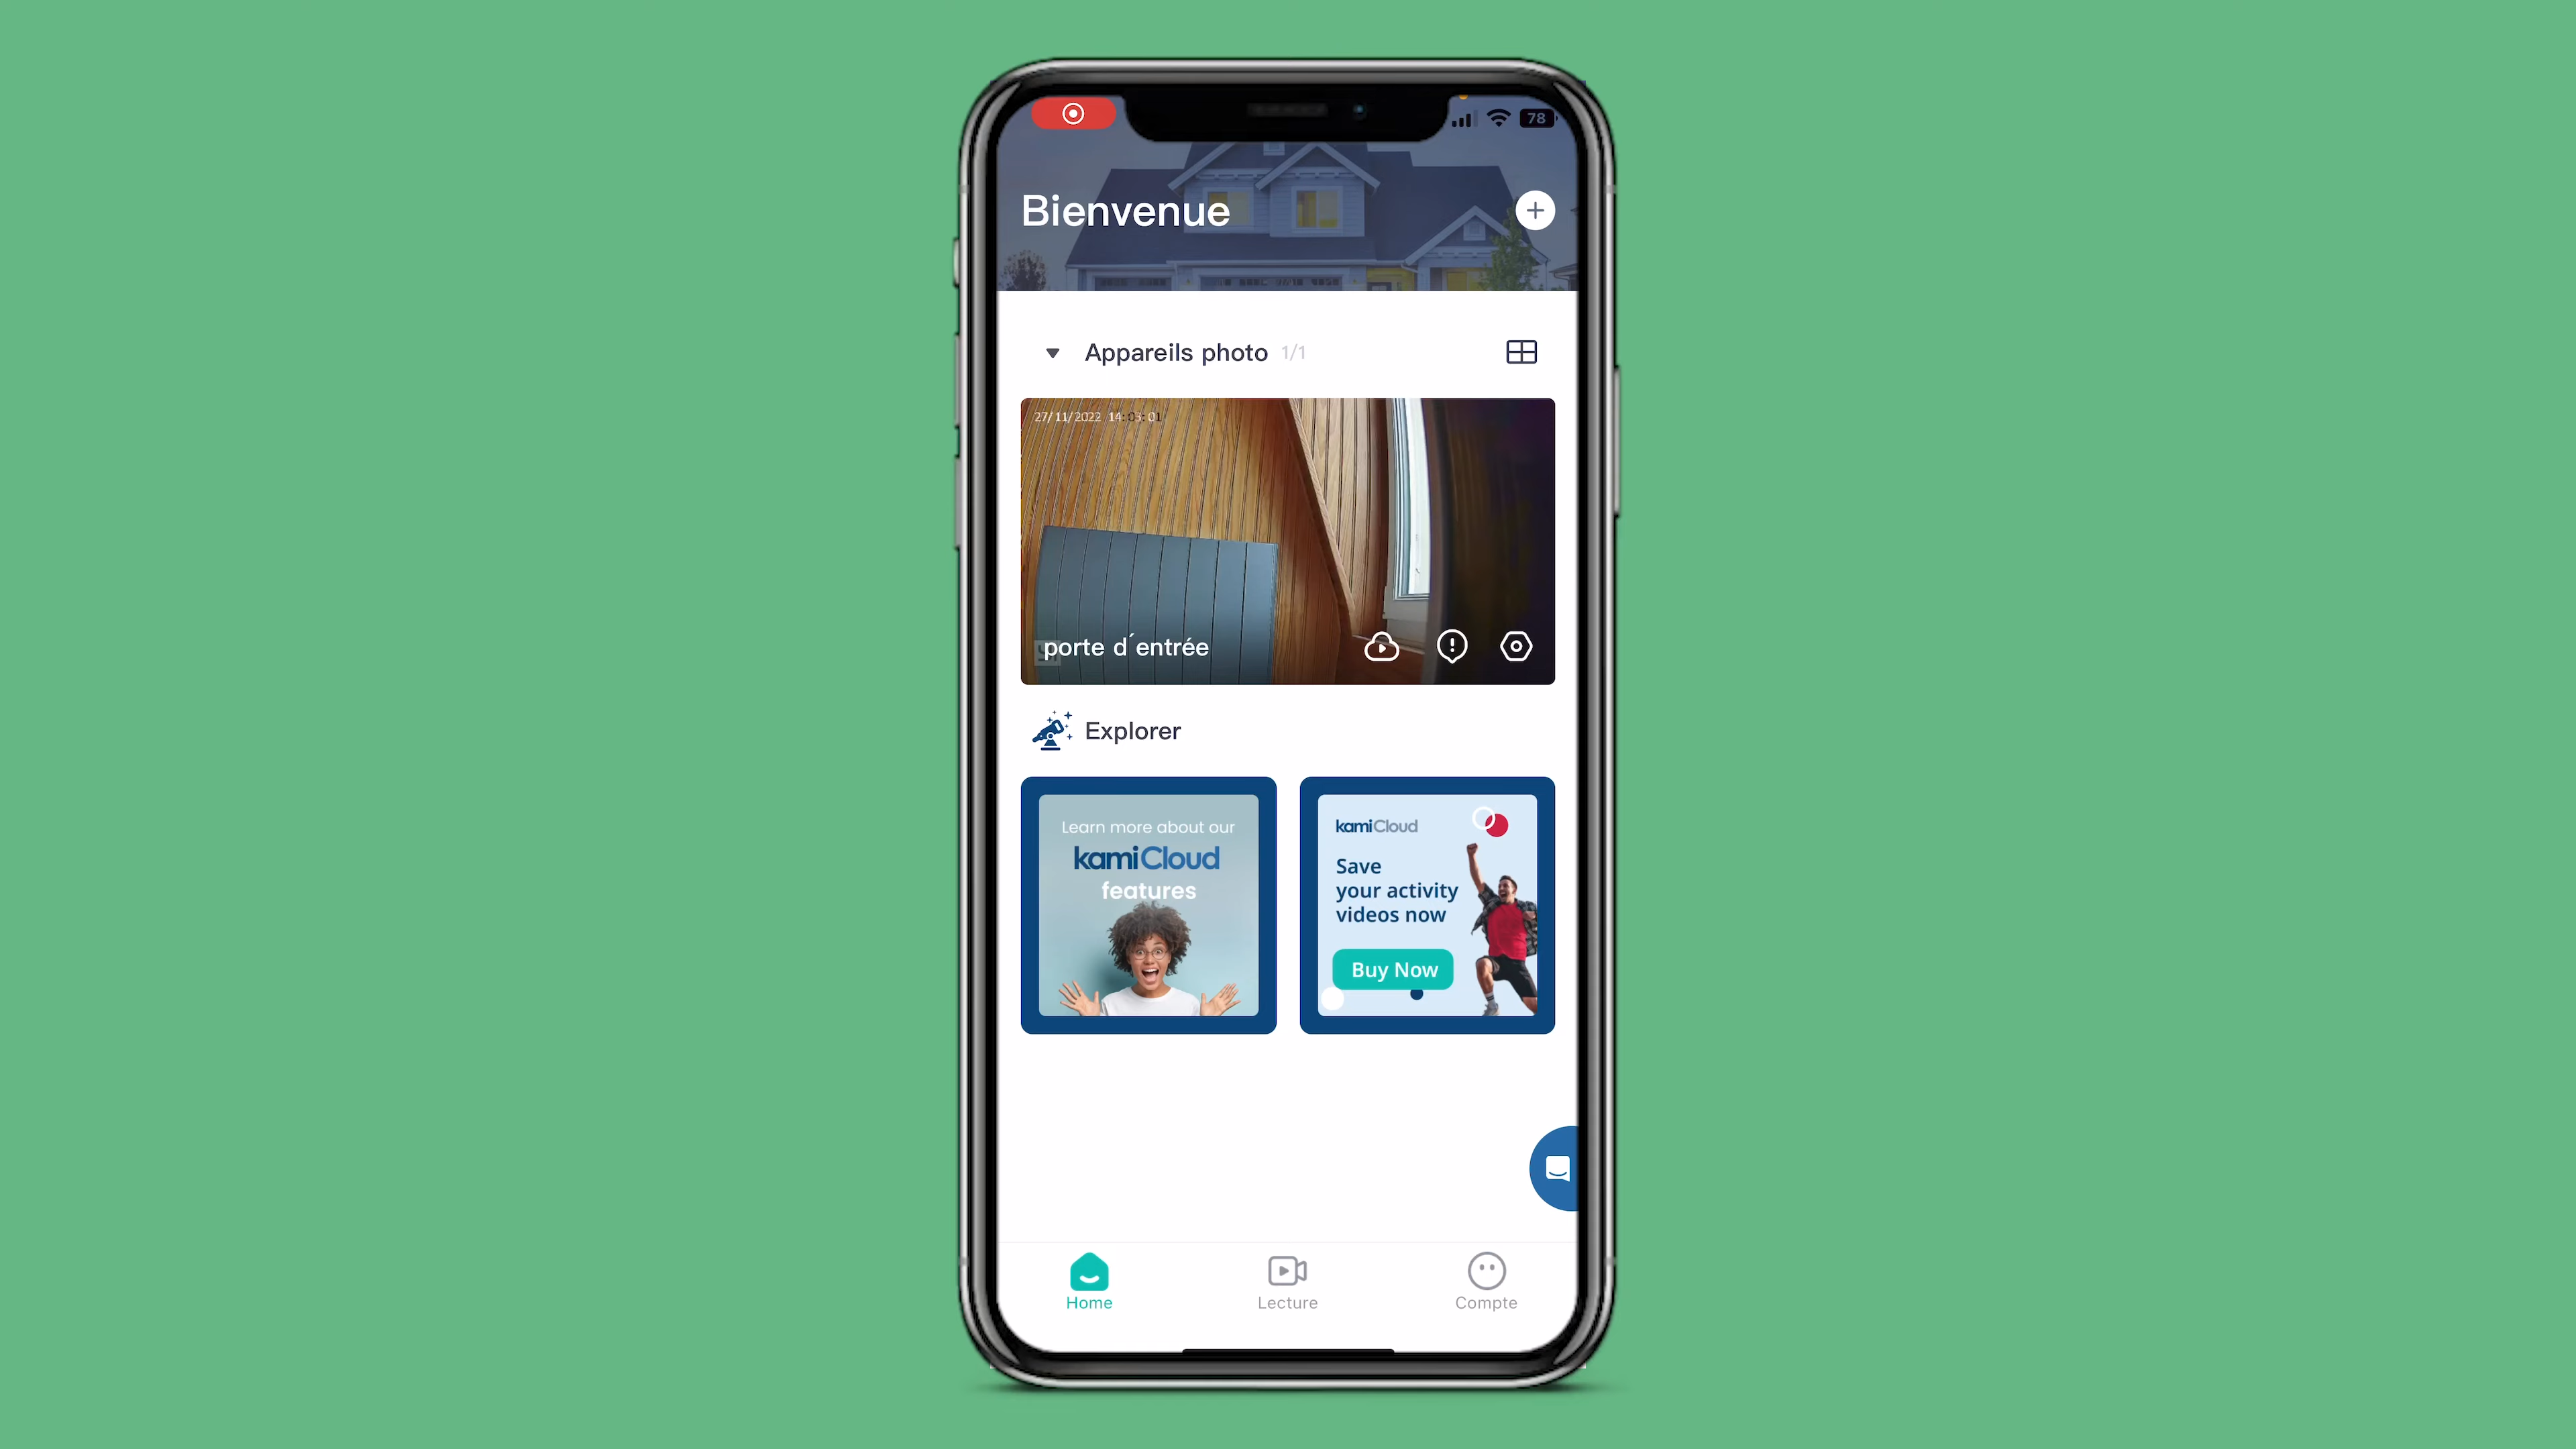 78
Bienvenue
Appareils photo 1/1
27/11/2022 14:03:01
porte d´entrée
Explorer
Learn more about our
kamiCloud
features
kamiCloud
Save
your activity
videos now
Buy Now
Home
Lecture
Compte